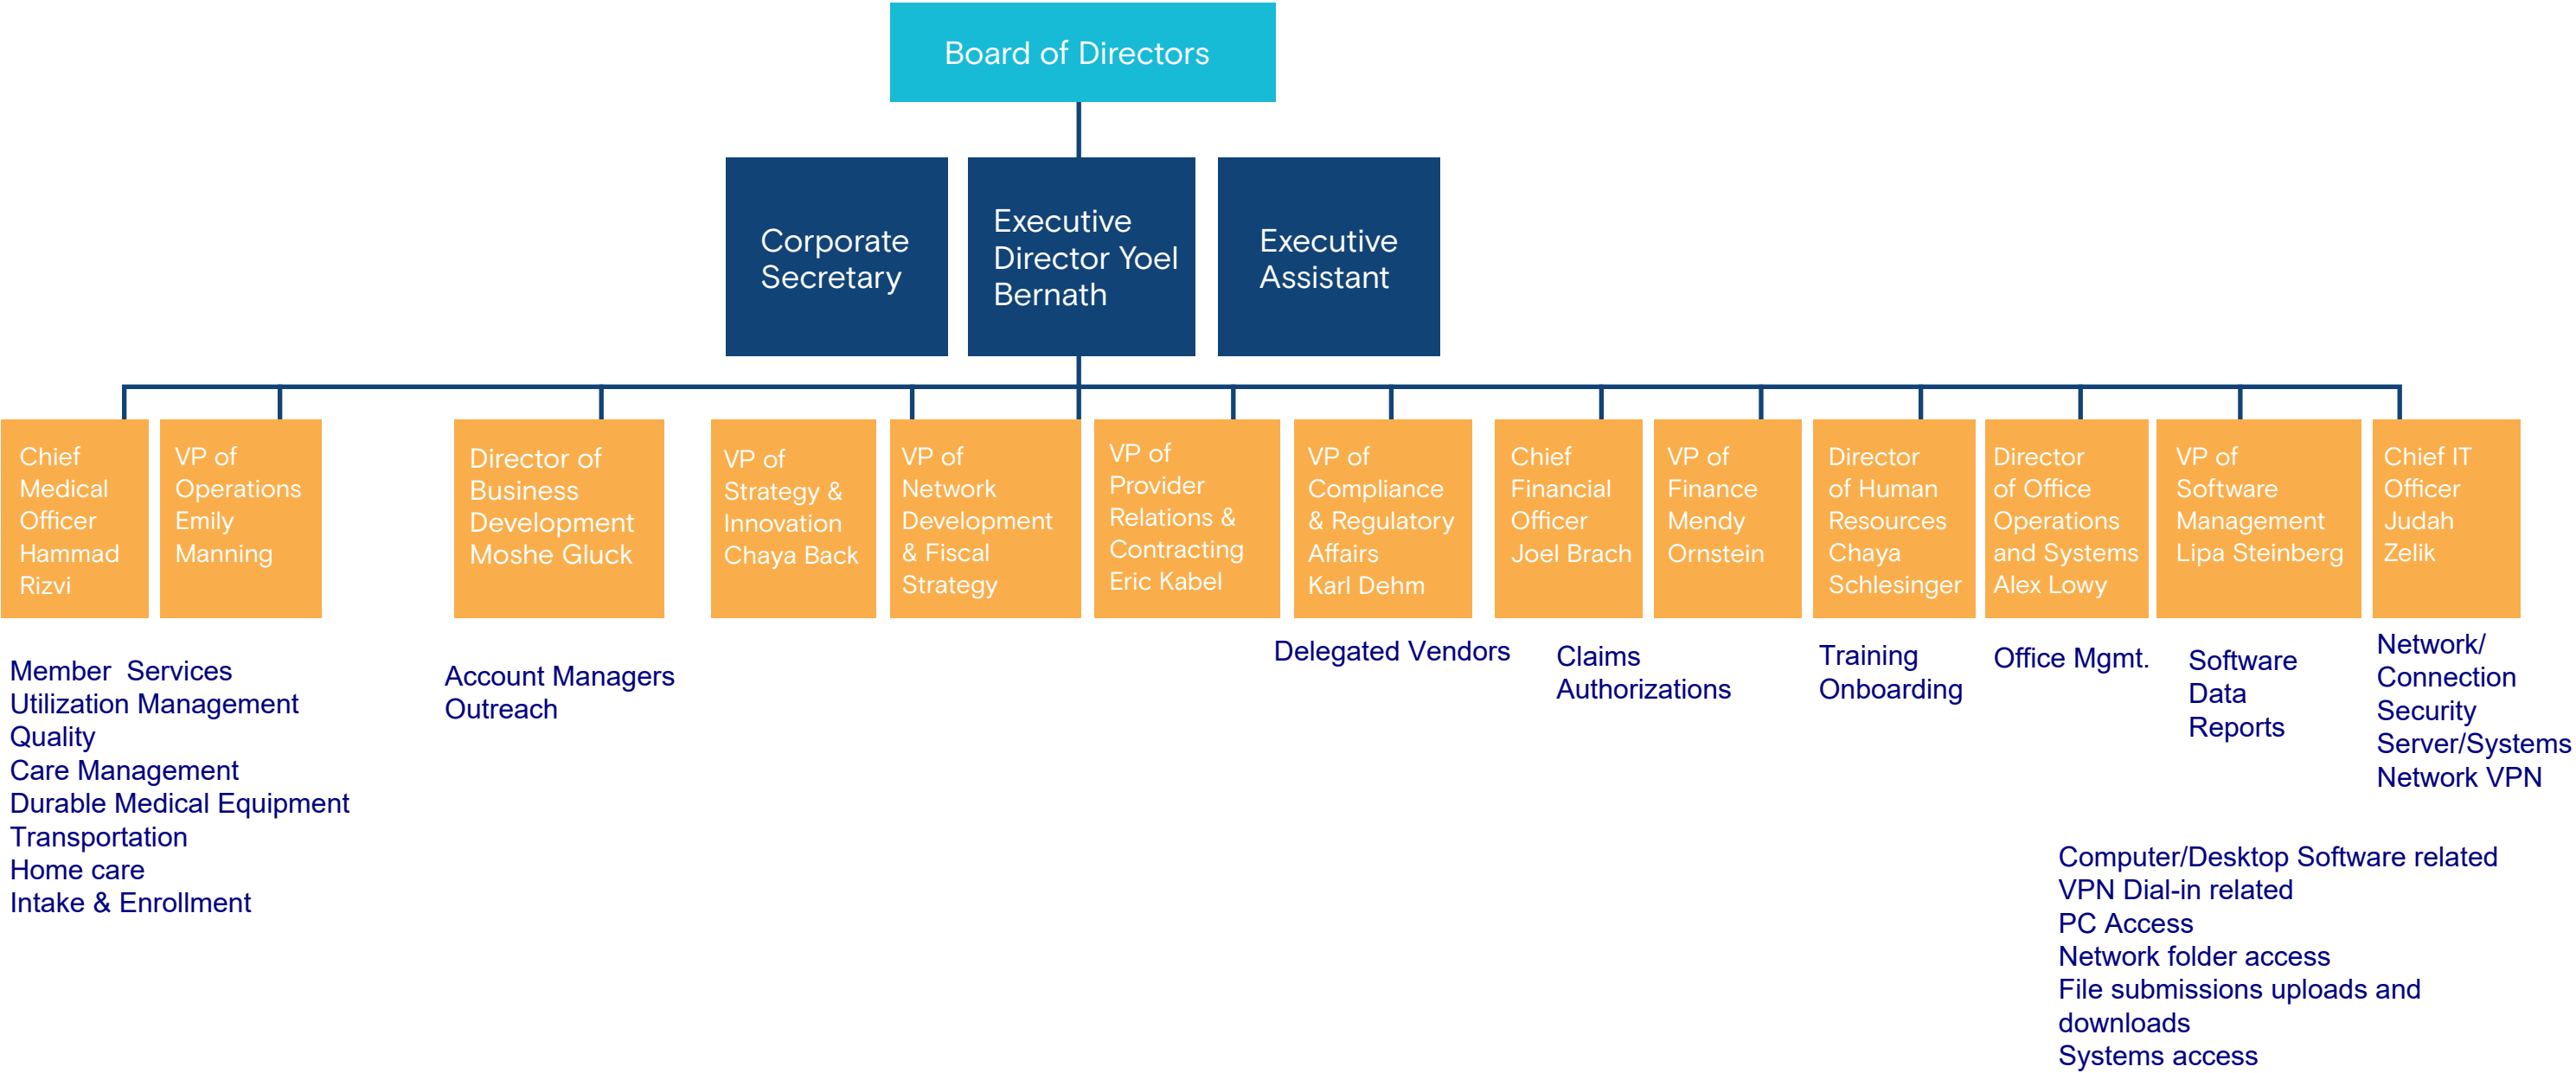 Board of Directors
Corporate
Secretary
Executive
Director Yoel
Bernath
Executive
Assistant
Chief
Medical
Officer
Hammad
Rizvi
VP of
Operations
Emily
Manning
Director of
Business
Development
Moshe Gluck
VP of
Strategy &
Innovation
Chaya Back
VP of
Network
Development
& Fiscal
Strategy
VP of
Provider
Relations &
Contracting
Eric Kabel
VP of
Compliance
& Regulatory
Affairs
Karl Dehm
Chief
Financial
Officer
Joel Brach
VP of
Finance
Mendy
Ornstein
Director
of Human
Resources
Chaya
Schlesinger
Director
of Office
Operations
and Systems
Alex Lowy
VP of
Software
Management
Lipa Steinberg
Chief IT
Officer
Judah
Zelik
Member  Services
Utilization Management
Quality
Care Management
Durable Medical Equipment
Transportation
Home care
Intake & Enrollment
Account Managers
Outreach
Delegated Vendors
Claims
Authorizations
Training
Onboarding
Office Mgmt.
Software
Data
Reports
Network/
Connection
Security
Server/Systems
Network VPN
Computer/Desktop Software related
VPN Dial-in related
PC Access
Network folder access
File submissions uploads and
downloads
Systems access